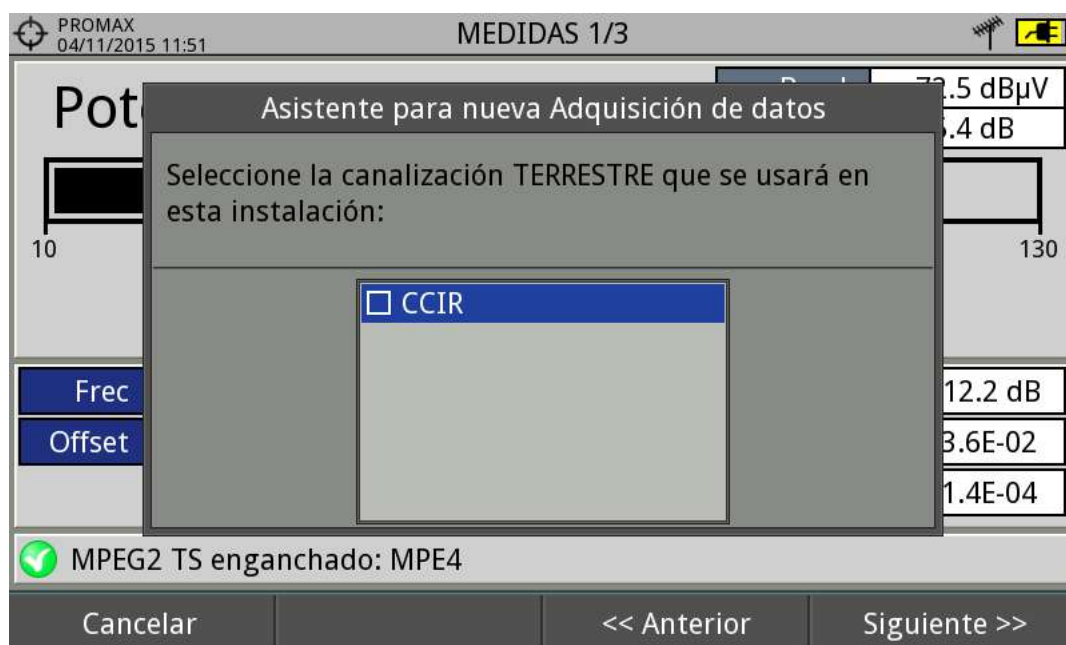 PROMAX
04/11/2015 11:51
MEDIDAS 1/3
Asistente para nueva Adquisición de datos
.5 dBµV
.4 dB
Seleccione la canalización TERRESTRE que se usará en
esta instalación:
10
130
CCIR
Frec
12.2 dB
Offset
3.6E-02
1.4E-04
MPEG2 TS enganchado: MPE4
Cancelar
<< Anterior
Siguiente >>